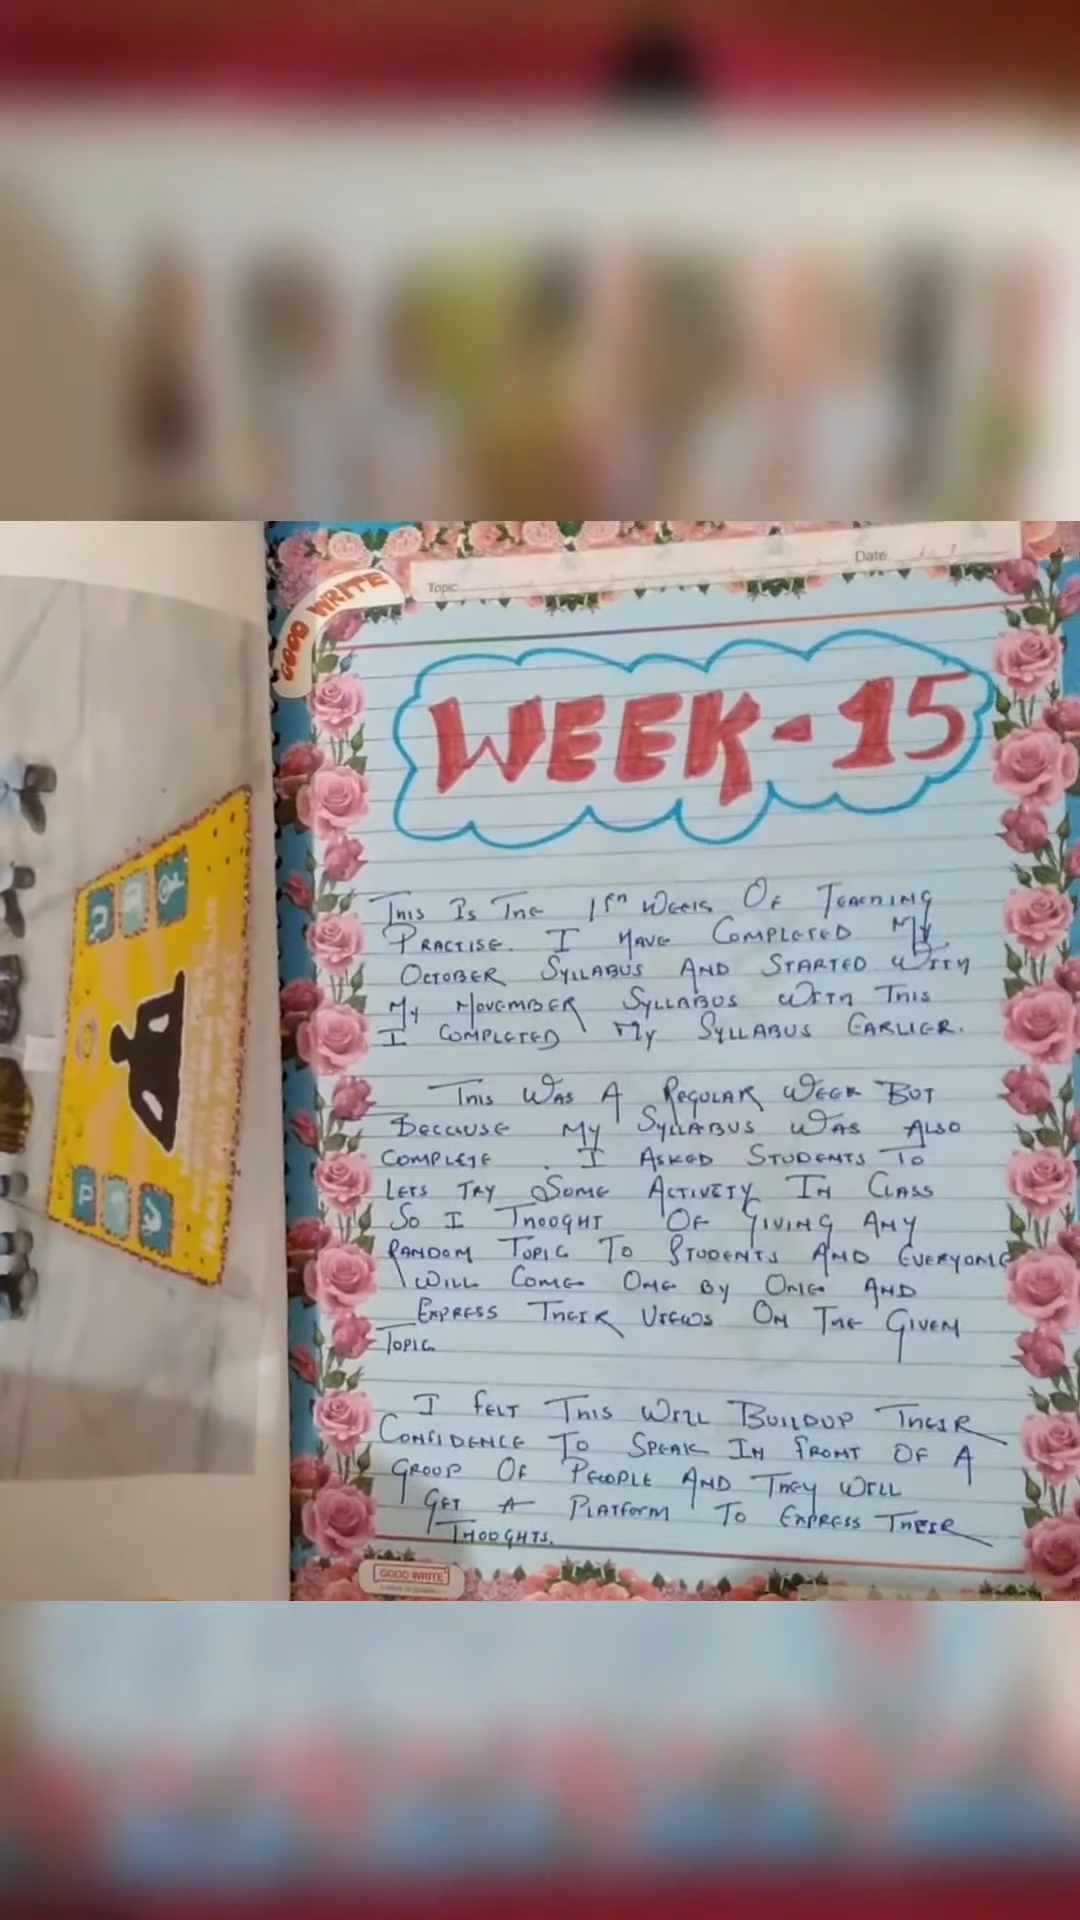 GOOD WRITE
Topic
Date
WEEK-15
THIS IS THE 15TH WEEK OF TEACHING
PRACTISE. I HAVE COMPLETED MY
OCTOBER SYLLABUS AND STARTED WITH
MY NOVEMBER SYLLABUS WITH THIS
I COMPLETED MY SYLLABUS EARLIER.
THIS WAS A REGULAR WEEK BUT
BECAUSE MY SYLLABUS WAS ALSO
COMPLETE. I ASKED STUDENTS TO
LETS TRY SOME ACTIVITY IN CLASS
SO I THOOGHT OF GIVING ANY
RANDOM TOPIC TO STUDENTS AND EVERYONE
WILL COME ONE BY ONE AND
EXPRESS THEIR VIEWS ON THE GIVEN
TOPIC.
I FELT THIS WILL BUILDUP THEIR
CONFIDENCE TO SPEAK IN FRONT OF A
GROUP OF PEOPLE AND THEY WILL
GET A PLATFORM TO EXPRESS THEIR
THOOGHTS.
GOOD WRITE